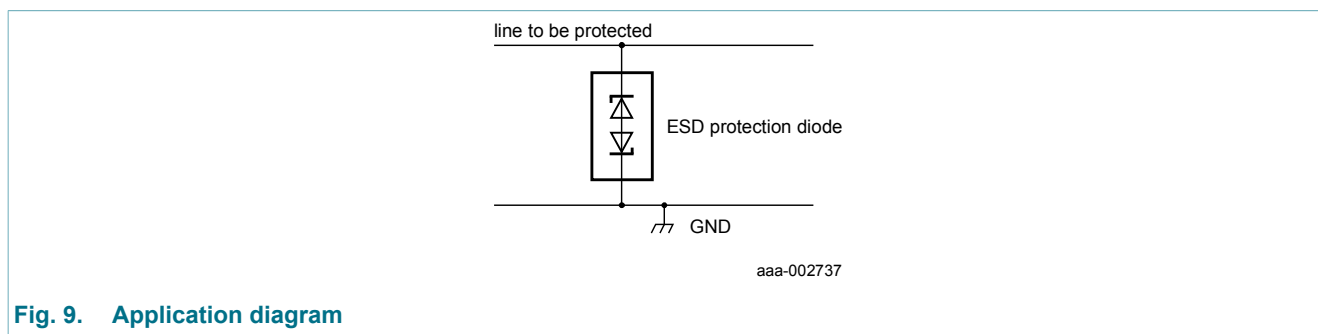 line to be protected
ESD protection diode
GND
aaa-002737
Fig. 9. Application diagram